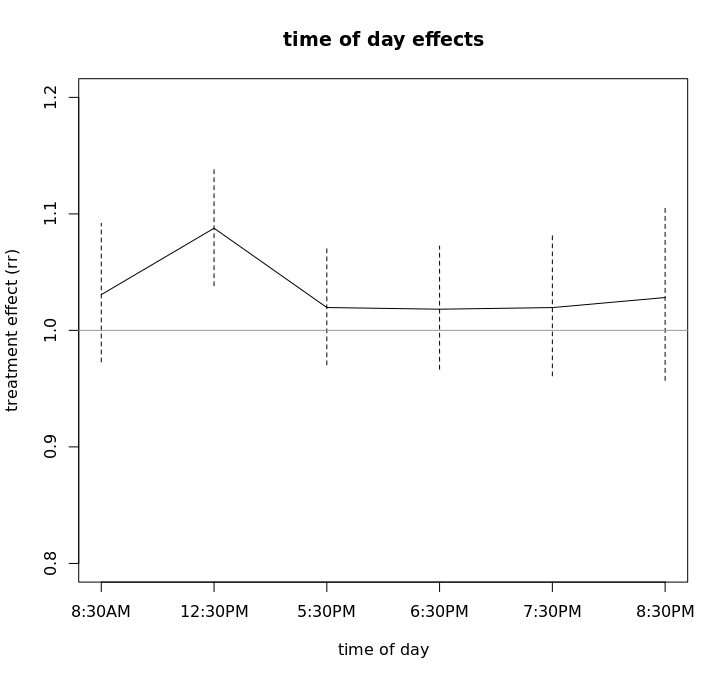 time of day effects
treatment effect (rr)
1.2
1.1
1.0
0.9
0.8
8:30AM 12:30PM 5:30PM 6:30PM 7:30PM 8:30PM
time of day